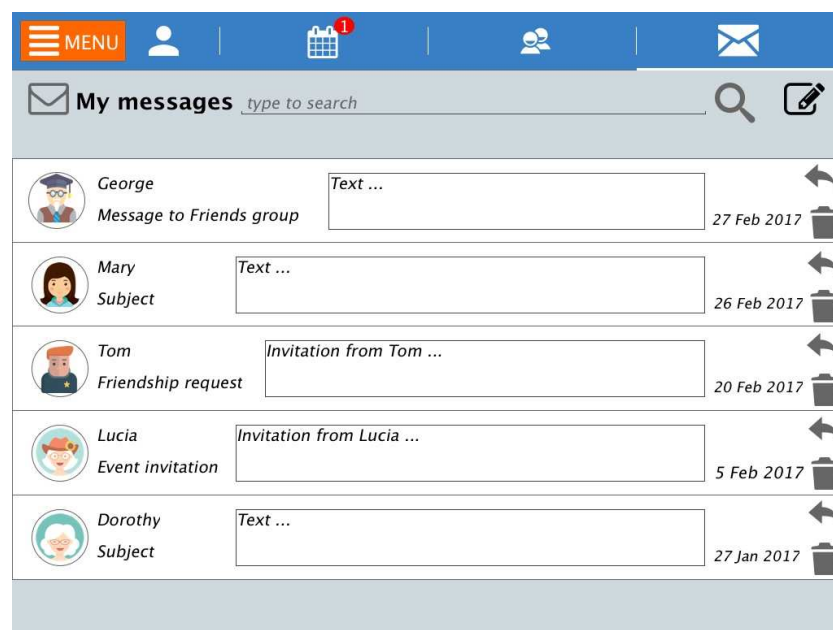 MENU
1
My messages type to search
George
Message to Friends group
Text ...
27 Feb 2017
Mary
Subject
Text ...
26 Feb 2017
Tom
Friendship request
Invitation from Tom ...
20 Feb 2017
Lucia
Event invitation
Invitation from Lucia ...
5 Feb 2017
Dorothy
Subject
Text ...
27 Jan 2017